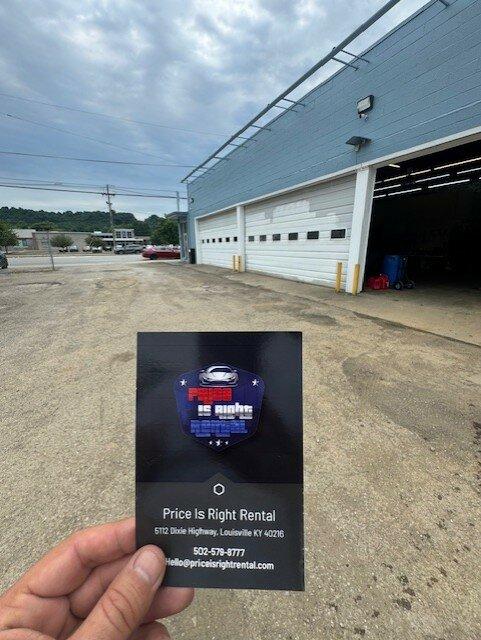 PRICE
IS RIGHT
RENTAL
Price Is Right Rental
5112 Dixie Highway, Louisville KY 40216
502-579-8777
Hello@priceisrightrental.com